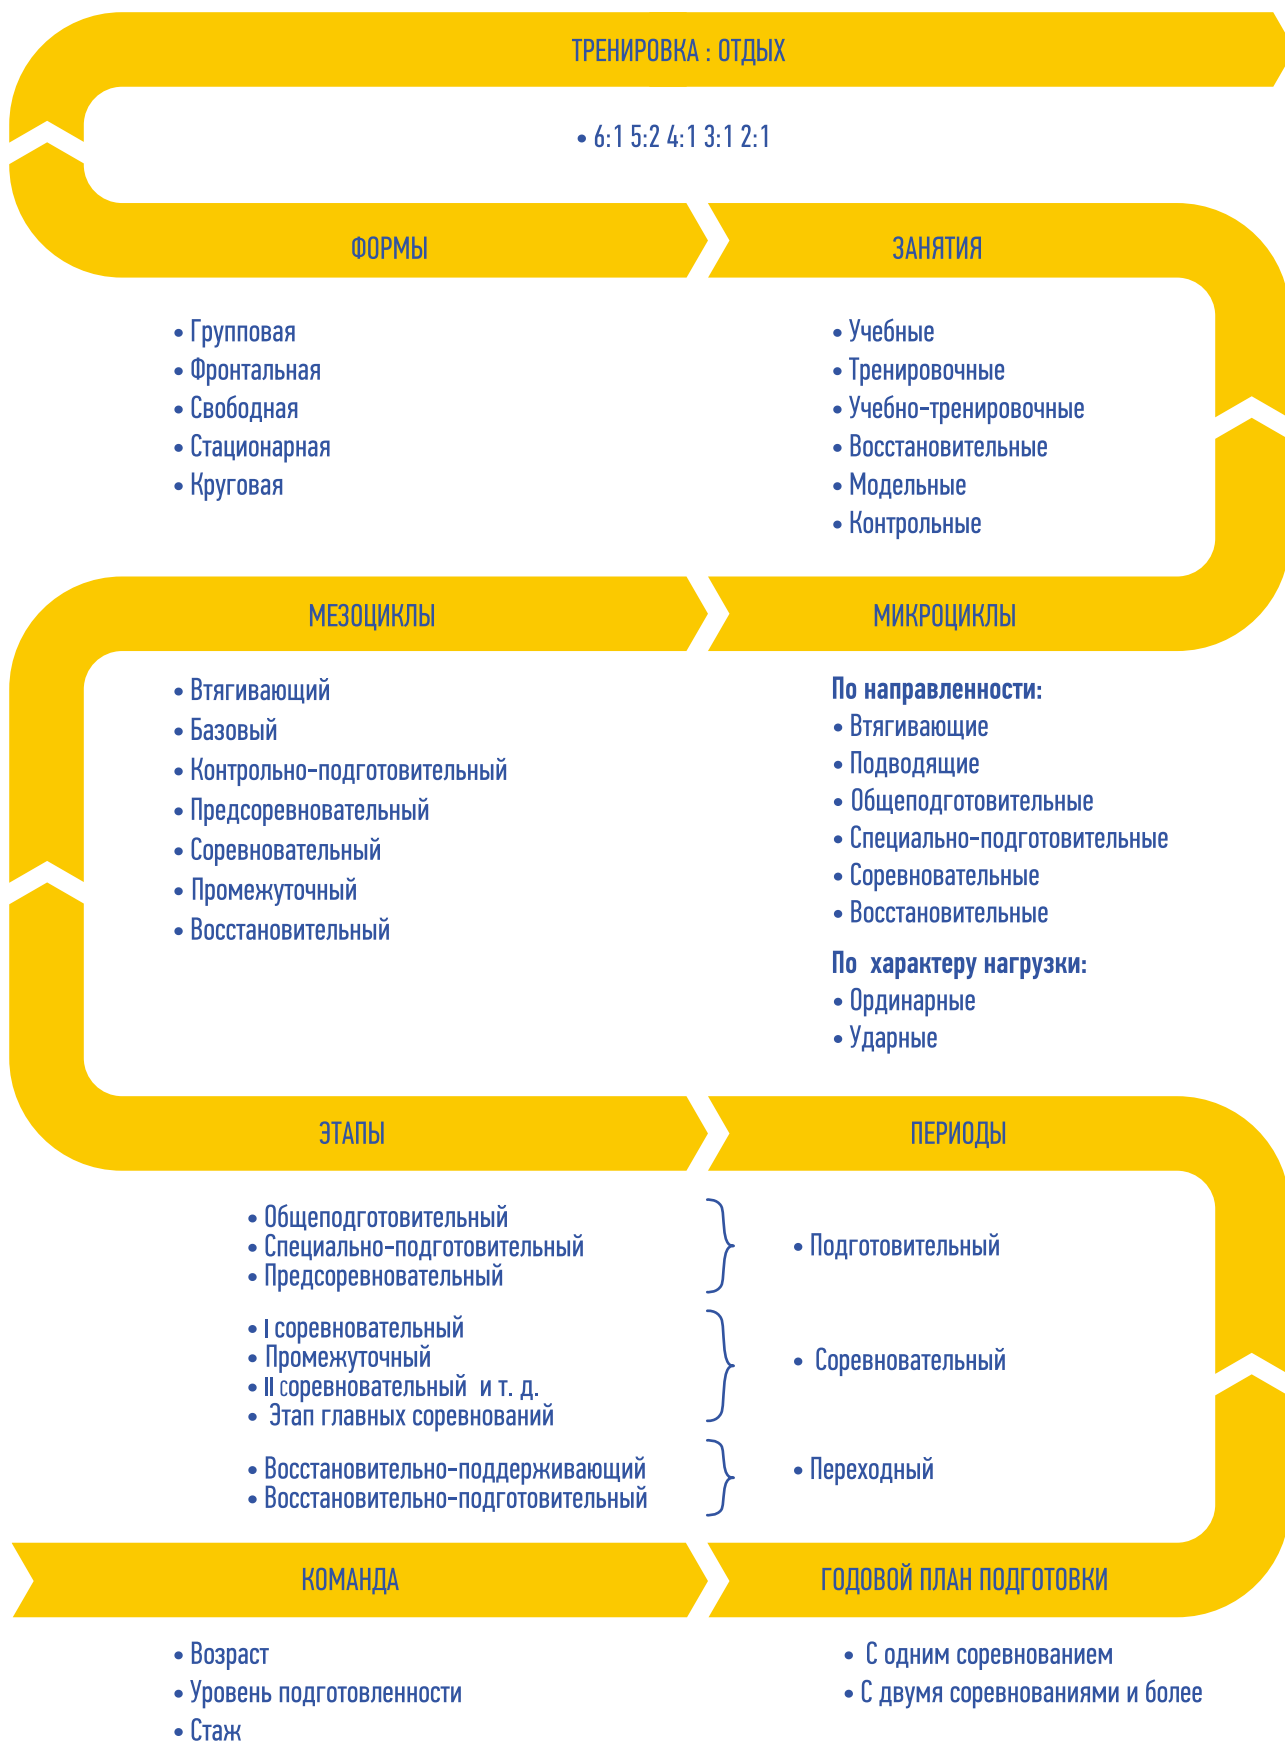 ТРЕНИРОВКА : ОТДЫХ
• 6:1 5:2 4:1 3:1 2:1
ФОРМЫ
• Групповая
• Фронтальная
• Свободная
• Стационарная
• Круговая
ЗАНЯТИЯ
• Учебные
• Тренировочные
• Учебно-тренировочные
• Восстановительные
• Модельные
• Контрольные
МЕЗОЦИКЛЫ
• Втягивающий
• Базовый
• Контрольно-подготовительный
• Предсоревновательный
• Соревновательный
• Промежуточный
• Восстановительный
МИКРОЦИКЛЫ
По направленности:
• Втягивающие
• Подводящие
• Общеподготовительные
• Специально-подготовительные
• Соревновательные
• Восстановительные
По характеру нагрузки:
• Ординарные
• Ударные
ЭТАПЫ
• Общеподготовительный
• Специально-подготовительный
• Предсоревновательный
• I соревновательный
• Промежуточный
• II соревновательный и т. д.
• Этап главных соревнований
• Восстановительно-поддерживающий
• Восстановительно-подготовительный
ПЕРИОДЫ
• Подготовительный
• Соревновательный
• Переходный
КОМАНДА
• Возраст
• Уровень подготовленности
• Стаж
ГОДОВОЙ ПЛАН ПОДГОТОВКИ
• С одним соревнованием
• С двумя соревнованиями и более